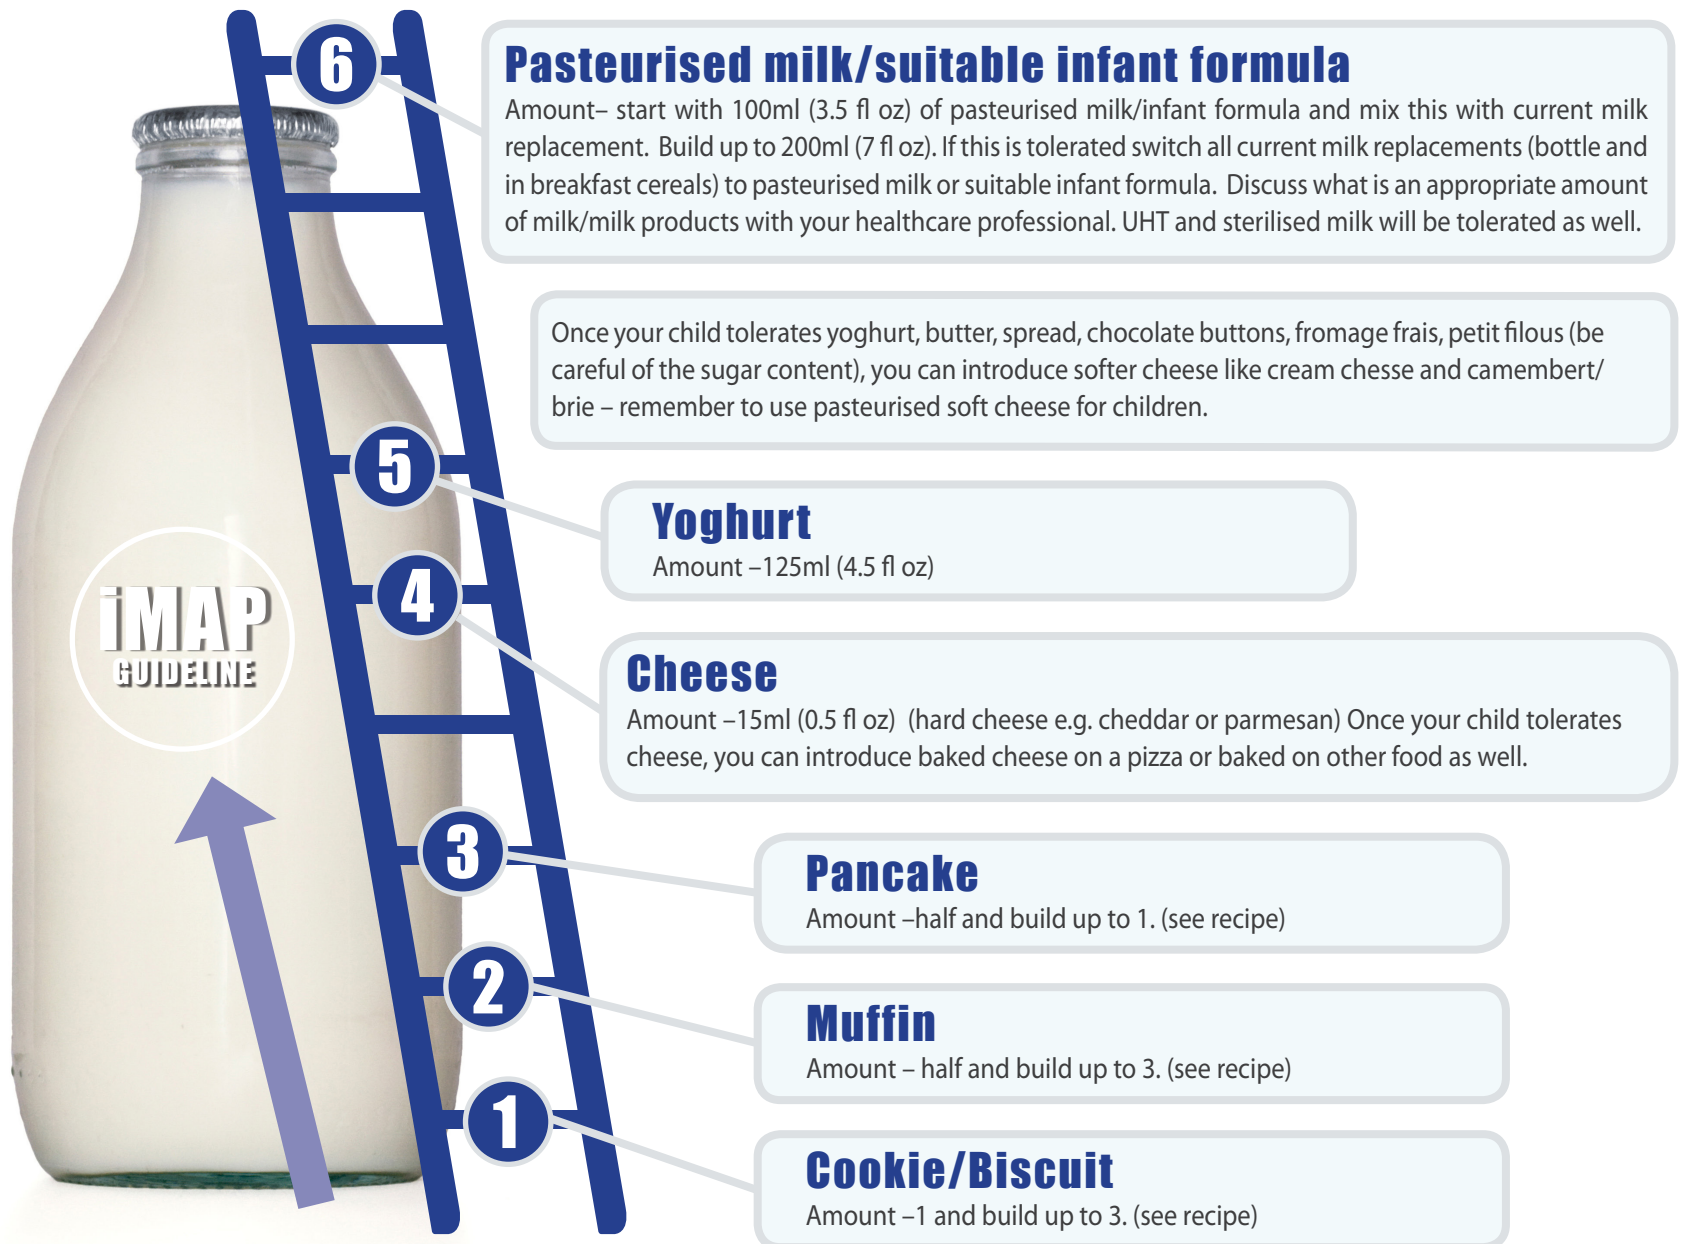 6
Pasteurised milk/suitable infant formula
Amount– start with 100ml (3.5 fl oz) of pasteurised milk/infant formula and mix this with current milk
replacement. Build up to 200ml (7 fl oz). If this is tolerated switch all current milk replacements (bottle and
in breakfast cereals) to pasteurised milk or suitable infant formula. Discuss what is an appropriate amount
of milk/milk products with your healthcare professional. UHT and sterilised milk will be tolerated as well.
Once your child tolerates yoghurt, butter, spread, chocolate buttons, fromage frais, petit filous (be
careful of the sugar content), you can introduce softer cheese like cream chesse and camembert/
brie – remember to use pasteurised soft cheese for children.
5
Yoghurt
Amount –125ml (4.5 fl oz)
iMAP
GUIDELINE
4
Cheese
Amount –15ml (0.5 fl oz) (hard cheese e.g. cheddar or parmesan) Once your child tolerates
cheese, you can introduce baked cheese on a pizza or baked on other food as well.
3
Pancake
Amount –half and build up to 1. (see recipe)
2
Muffin
Amount – half and build up to 3. (see recipe)
1
Cookie/Biscuit
Amount –1 and build up to 3. (see recipe)